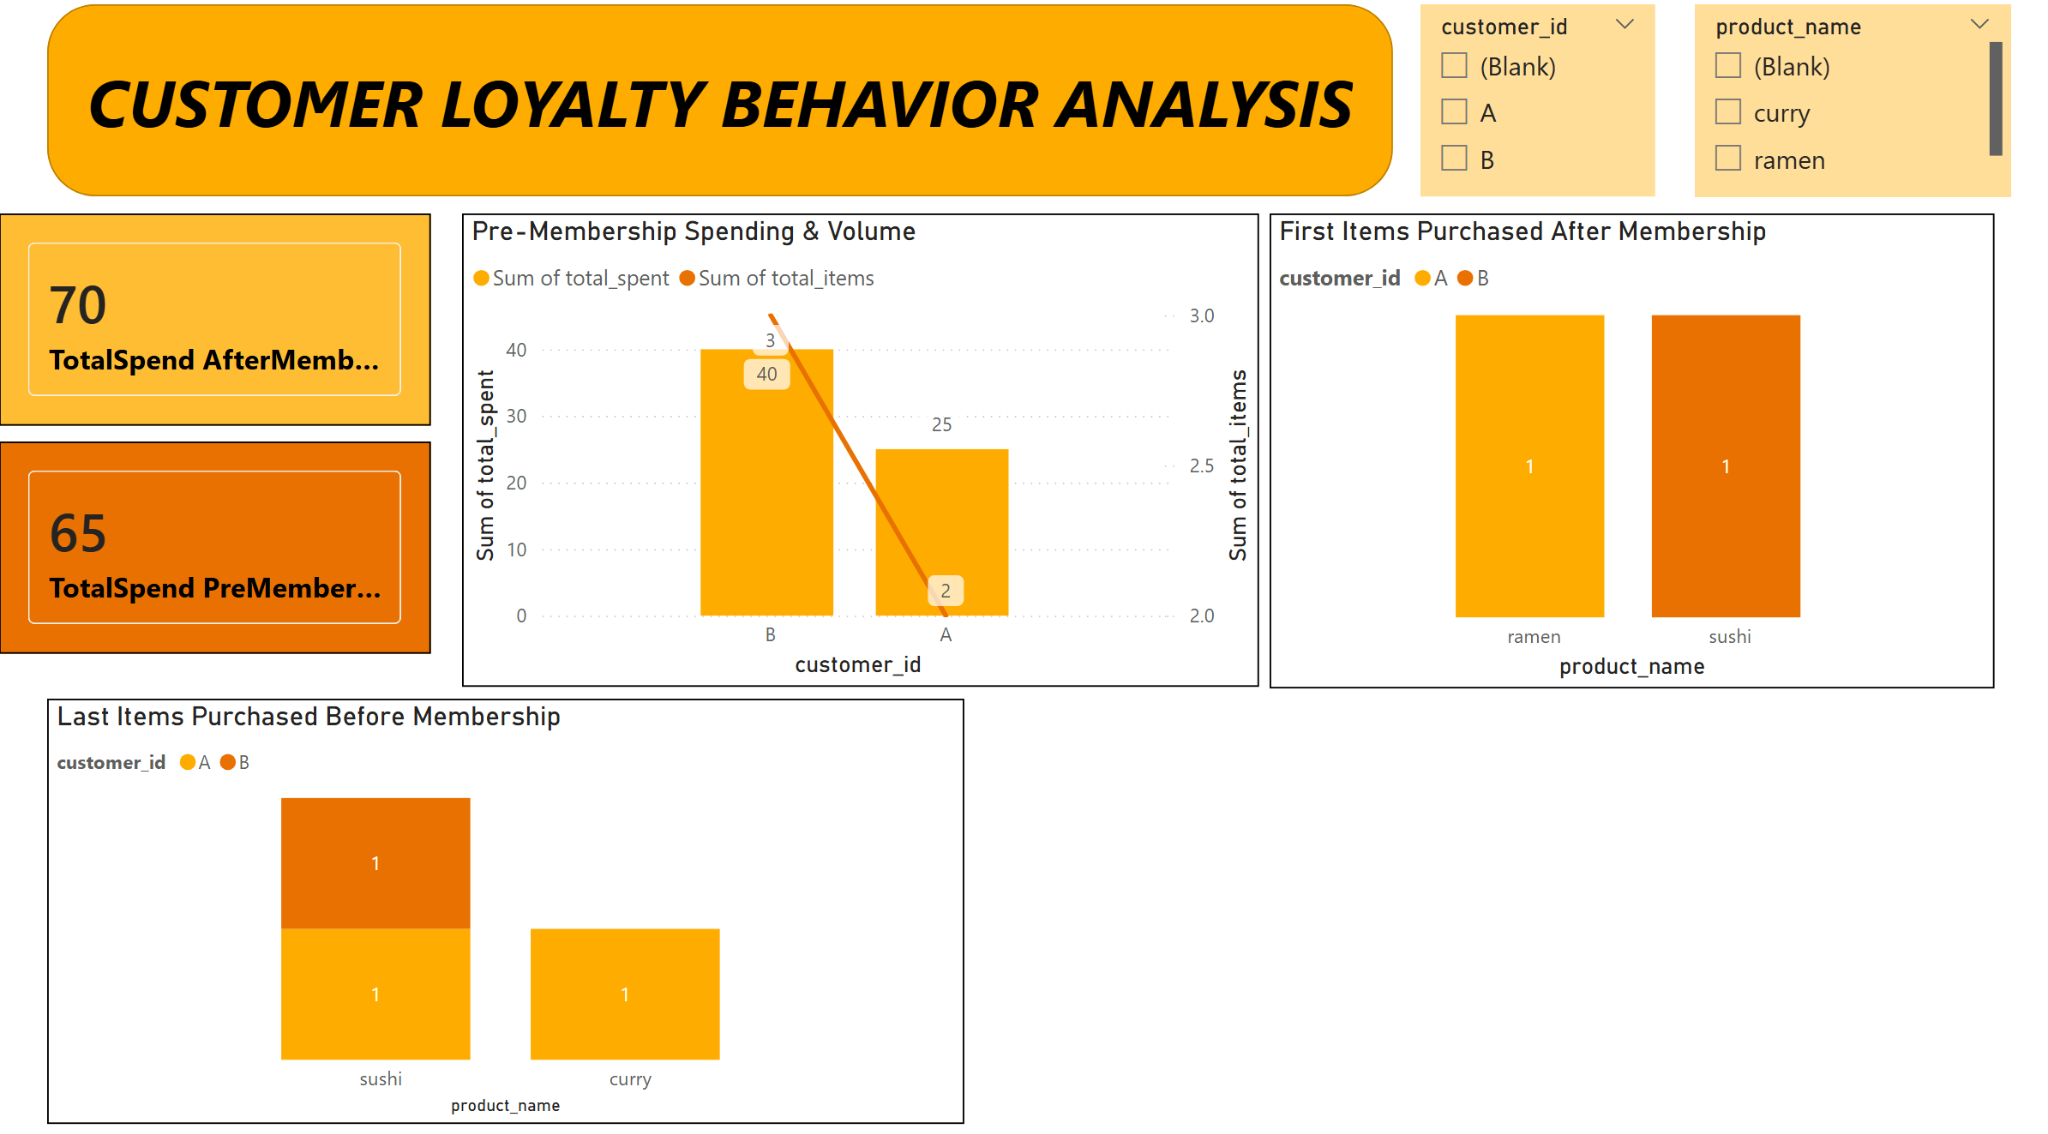 CUSTOMER LOYALTY BEHAVIOR ANALYSIS
customer_id
(Blank)
A
B
product_name
(Blank)
curry
ramen
70
TotalSpend AfterMemb...
65
TotalSpend PreMember...
Pre-Membership Spending & Volume
Sum of total_spent Sum of total_items
Sum of total_spent
40
30
20
10
0
3
40
25
2
3.0
2.5
2.0
Sum of total_items
B A
customer_id
First Items Purchased After Membership
customer_id A B
1 1
ramen sushi
product_name
Last Items Purchased Before Membership
customer_id A B
1
1 1
sushi curry
product_name